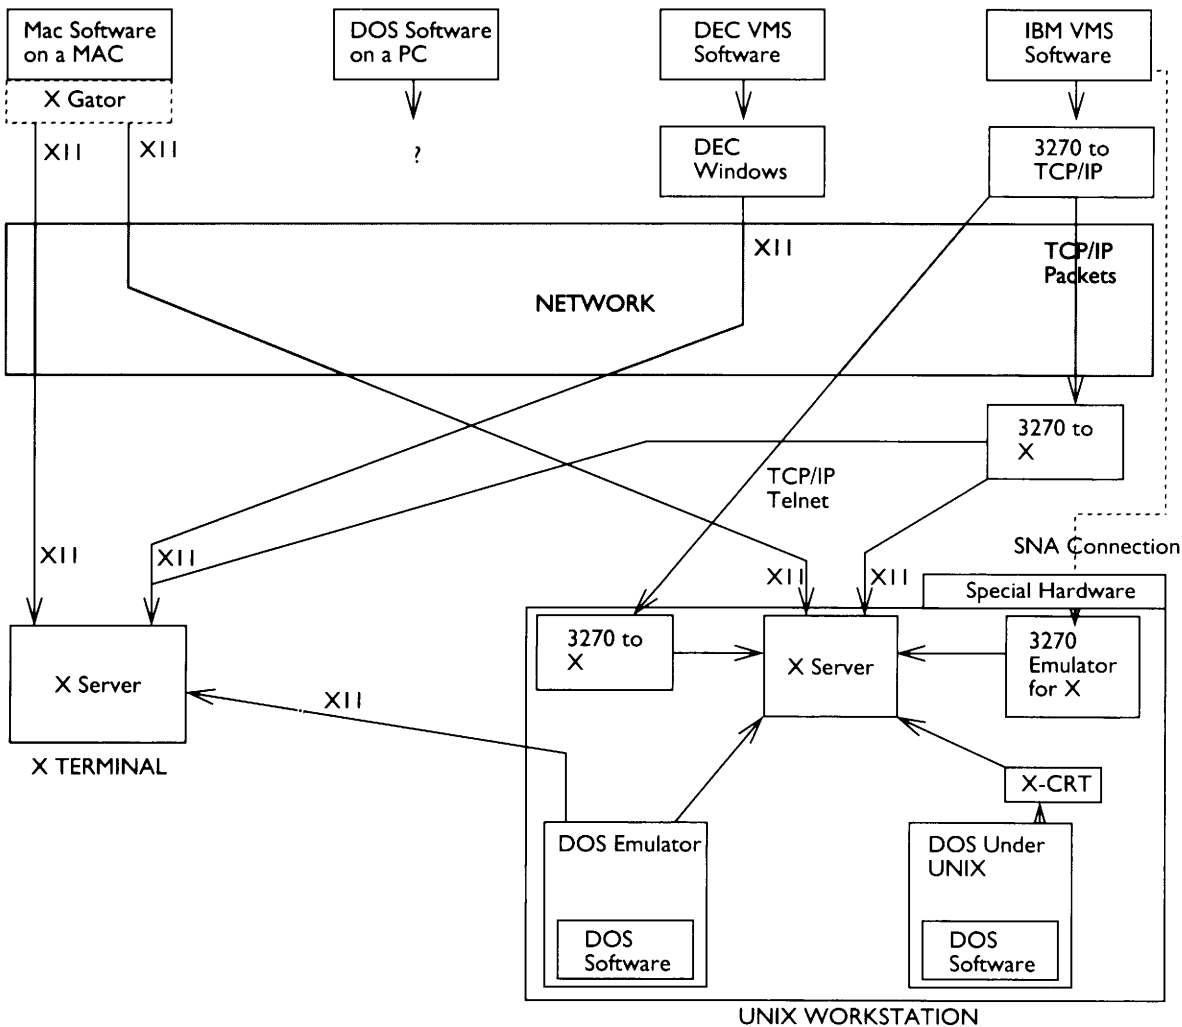 Mac Software
on a MAC
DOS Software
on a PC
DEC VMS
Software
IBM VMS
Software
X Gator
X11
X11
?
DEC
Windows
3270 to
TCP/IP
X11
TCP/IP
Packets
NETWORK
3270 to
X
TCP/IP
Telnet
X11
X11
X11
X11
SNA Connection
Special Hardware
X Server
X TERMINAL
X11
3270 to
X
X Server
3270
Emulator
for X
X-CRT
DOS Emulator
DOS
Software
DOS Under
UNIX
DOS
Software
UNIX WORKSTATION